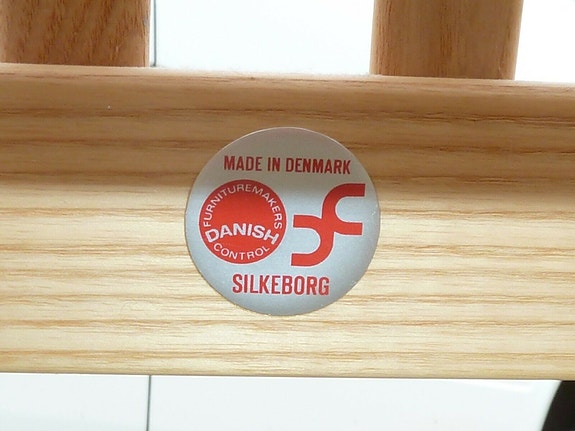 MADE IN DENMARK
FURNITUREMAKERS
DANISH
CONTROL
SILKEBORG